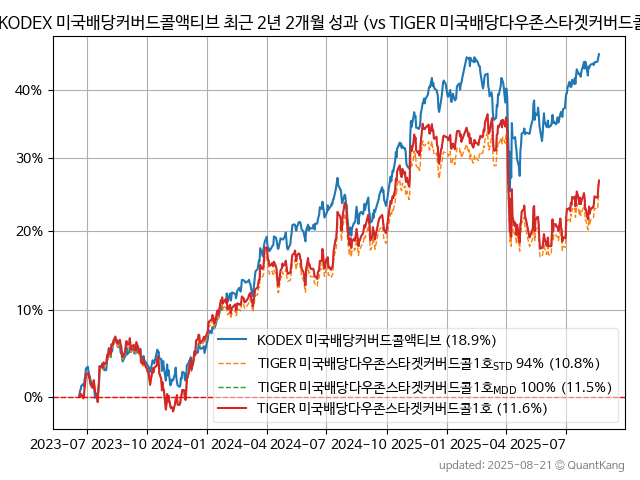 KODEX 미국배당커버드콜액티브 최근 2년 2개월 성과 (vs TIGER 미국배당다우존스타겟커버드콜
40%
30%
20%
10%
0%
KODEX 미국배당커버드콜액티브 (18.9%)
TIGER 미국배당다우존스타겟커버드콜1호STD 94% (10.8%)
TIGER 미국배당다우존스타겟커버드콜1호MDD 100% (11.5%)
TIGER 미국배당다우존스타겟커버드콜1호 (11.6%)
2023-07 2023-10 2024-01 2024-04 2024-07 2024-10 2025-01 2025-04 2025-07
updated: 2025-08-21 © QuantKang